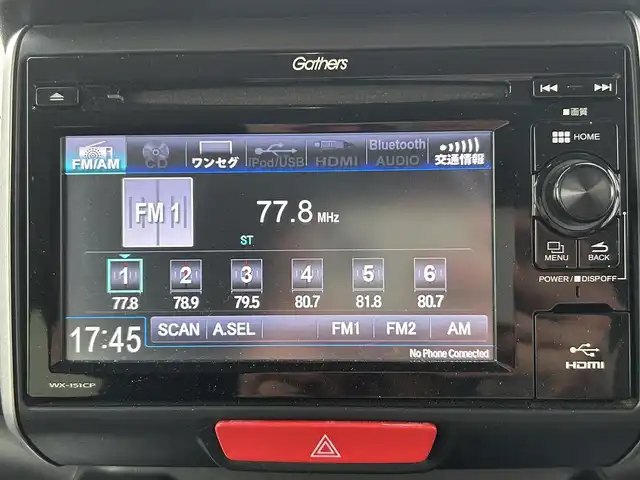 Gathers
■画質
HOME
FM/AM
CD
ワンセグ
iPod/USB
HDMI
Bluetooth AUDIO
交通情報
FM 1
77.8 MHz
ST
1 2 3 4 5 6
77.8 78.9 79.5 80.7 81.8 80.7
MENU
BACK
POWER / ■DISP OFF
17:45
SCAN A.SEL FM1 FM2 AM
No Phone Connected
HDMI
WX-151CP